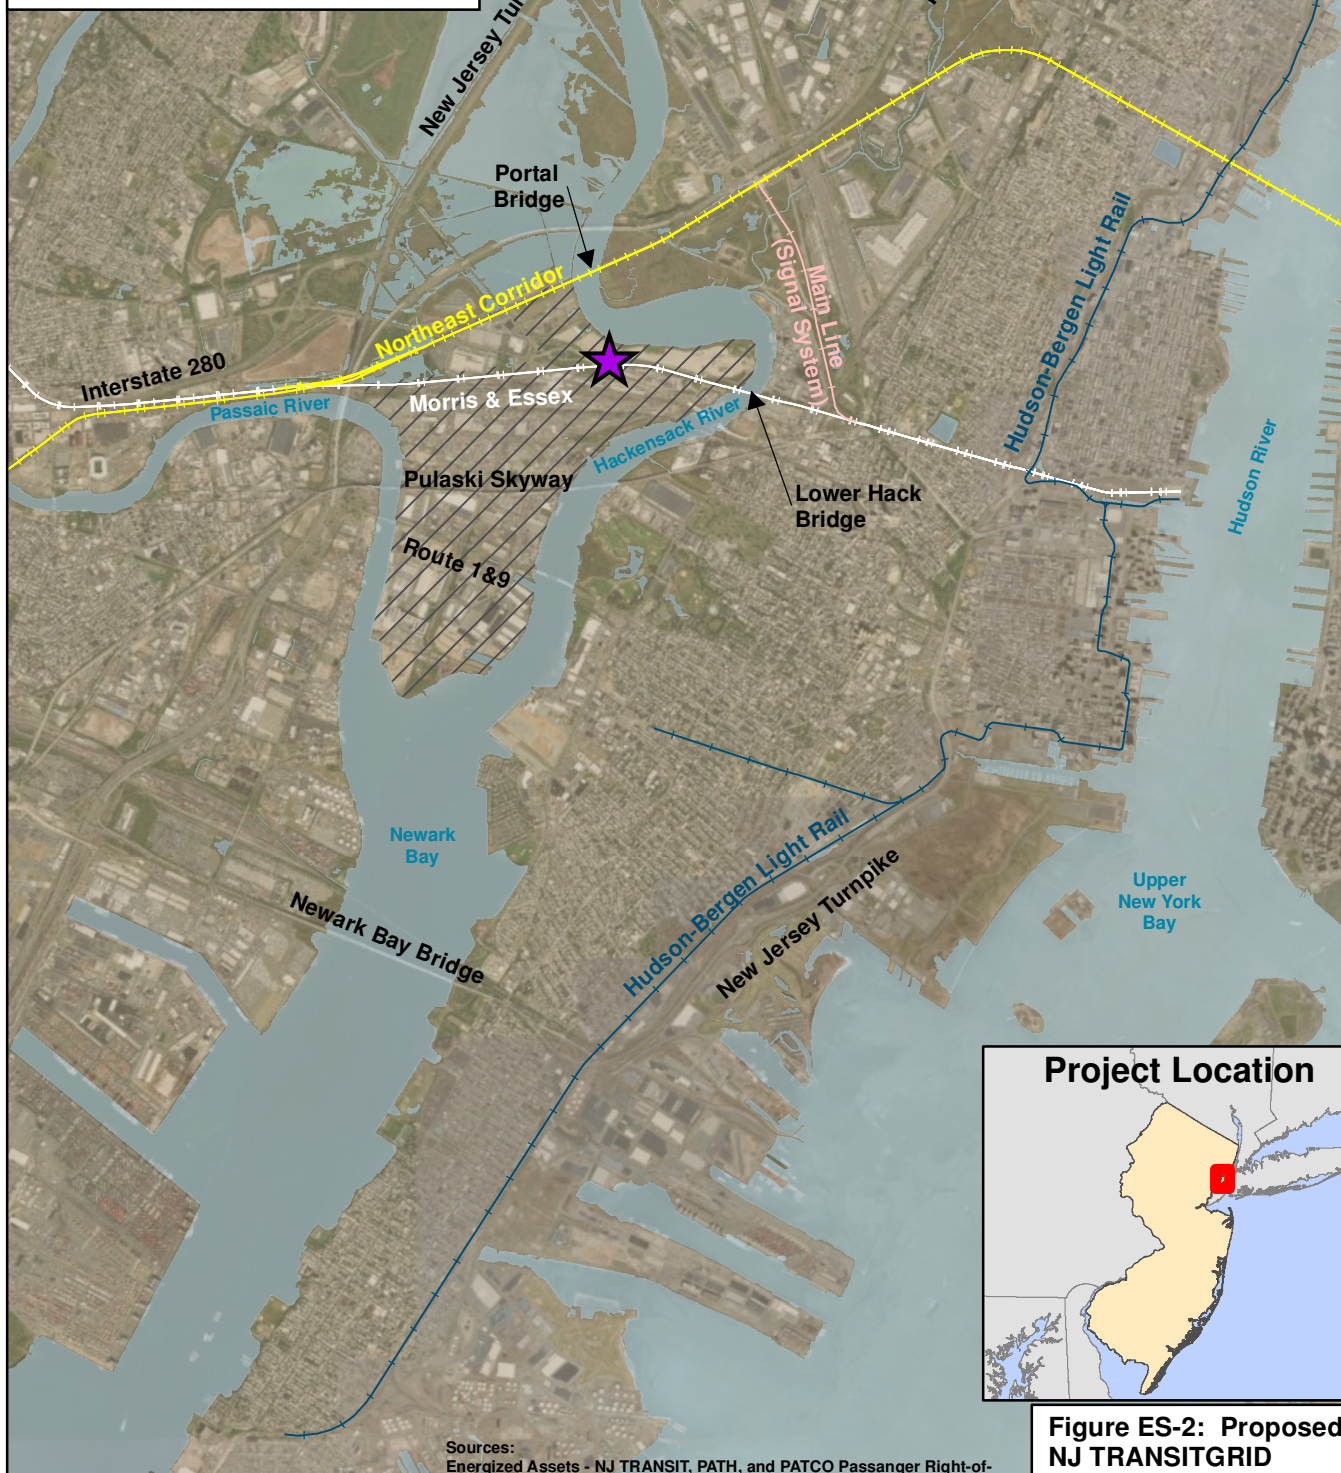 New Jersey Tur
Portal
Bridge
Northeast Corridor
Interstate 280
Passaic River
Morris & Essex
Hackensack River
Main Line
(Signal System)
Hudson-Bergen Light Rail
Hudson River
Pulaski Skyway
Lower Hack
Bridge
Route 1&9
Newark
Bay
Hudson-Bergen Light Rail
New Jersey Turnpike
Upper
New York
Bay
Newark Bay Bridge
Project Location
Sources:
Energized Assets - NJ TRANSIT, PATH, and PATCO Passanger Right-of-
Figure ES-2: Proposed
NJ TRANSITGRID